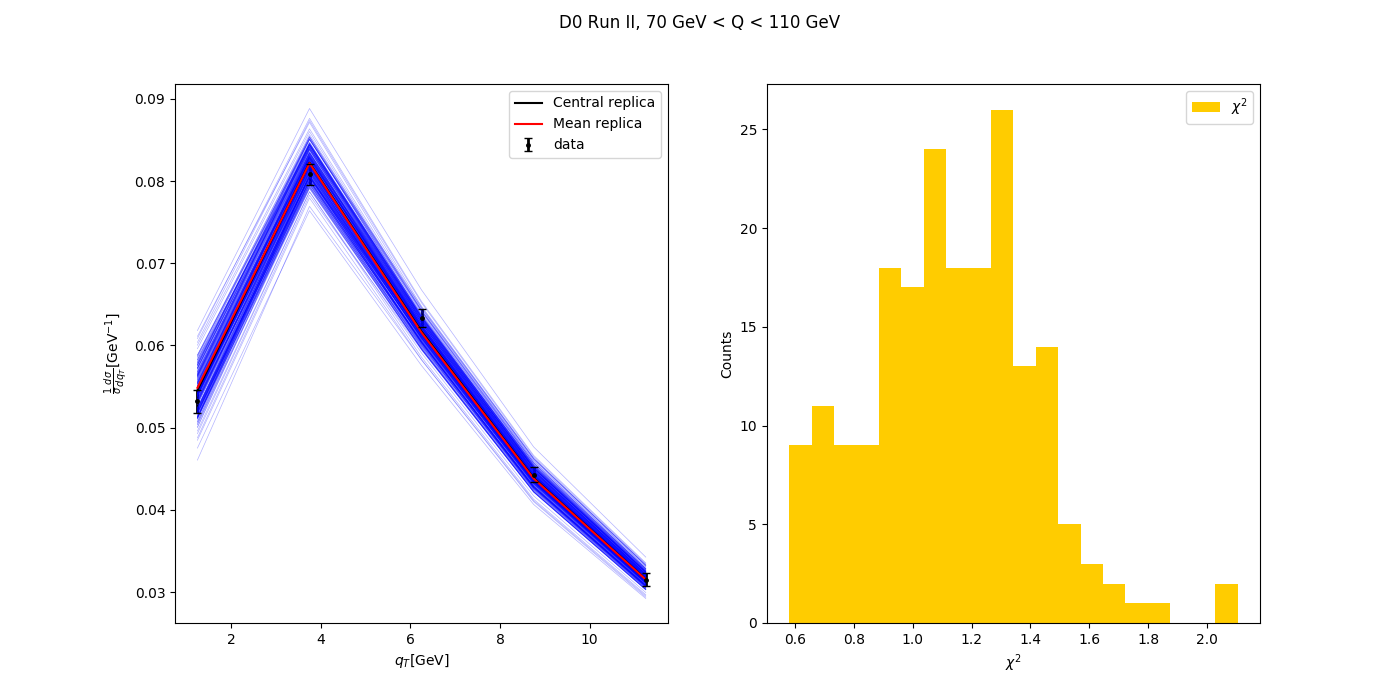 D0 Run II, 70 GeV < Q < 110 GeV
0.09
0.08
0.07
0.06
0.05
0.04
0.03
2
4
6
8
10
q_T[GeV]
\frac{1}{σ}\frac{dσ}{dq_T}[GeV⁻¹]
Central replica
Mean replica
data
25
20
15
10
5
0
0.6
0.8
1.0
1.2
1.4
1.6
1.8
2.0
χ²
Counts
χ²